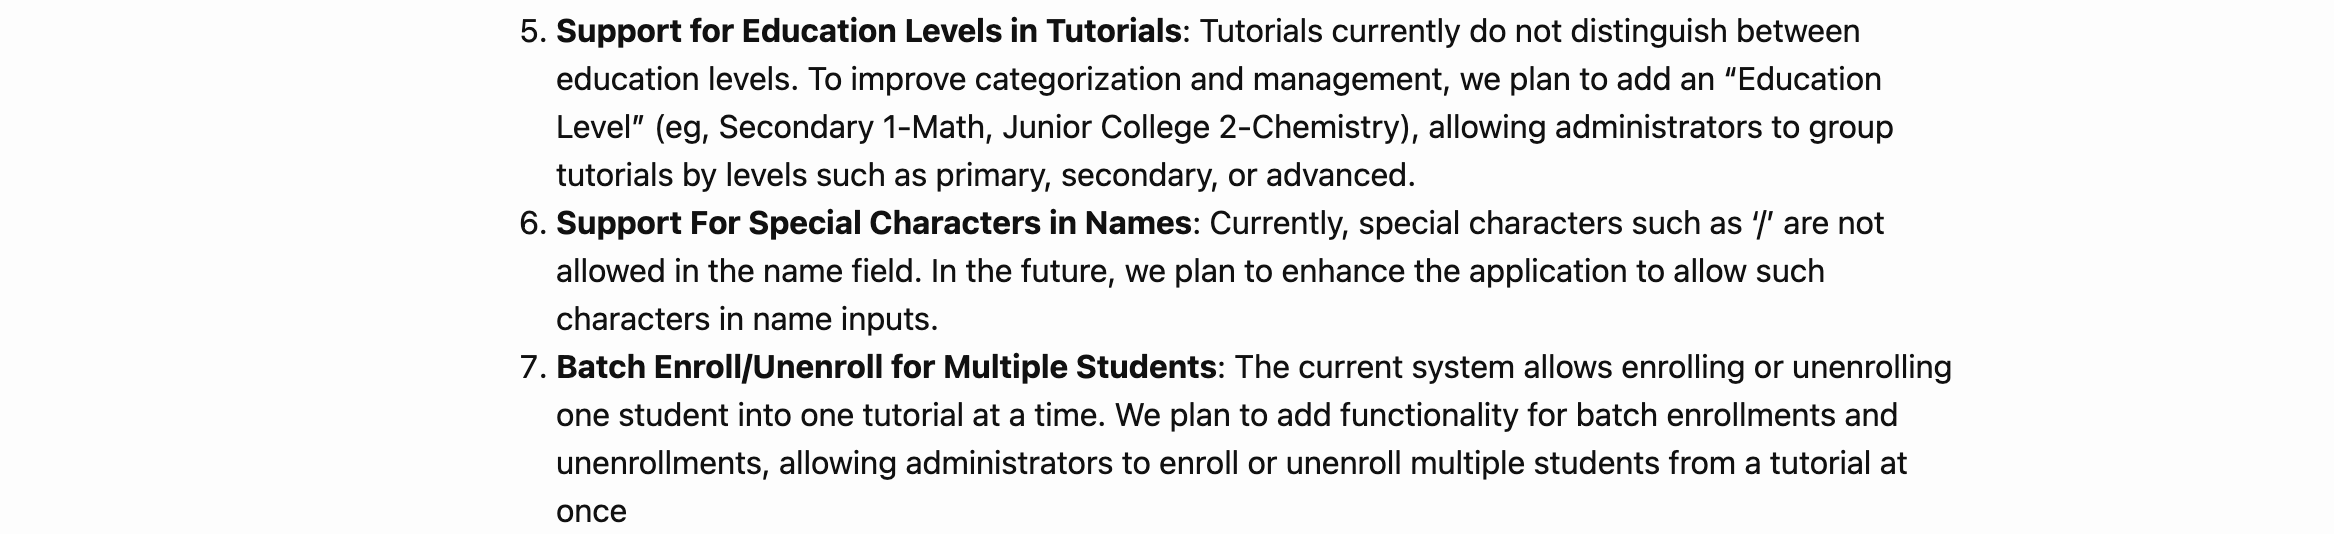 5. Support for Education Levels in Tutorials: Tutorials currently do not distinguish between
education levels. To improve categorization and management, we plan to add an “Education
Level” (eg, Secondary 1-Math, Junior College 2-Chemistry), allowing administrators to group
tutorials by levels such as primary, secondary, or advanced.
6. Support For Special Characters in Names: Currently, special characters such as ‘/’ are not
allowed in the name field. In the future, we plan to enhance the application to allow such
characters in name inputs.
7. Batch Enroll/Unenroll for Multiple Students: The current system allows enrolling or unenrolling
one student into one tutorial at a time. We plan to add functionality for batch enrollments and
unenrollments, allowing administrators to enroll or unenroll multiple students from a tutorial at
once